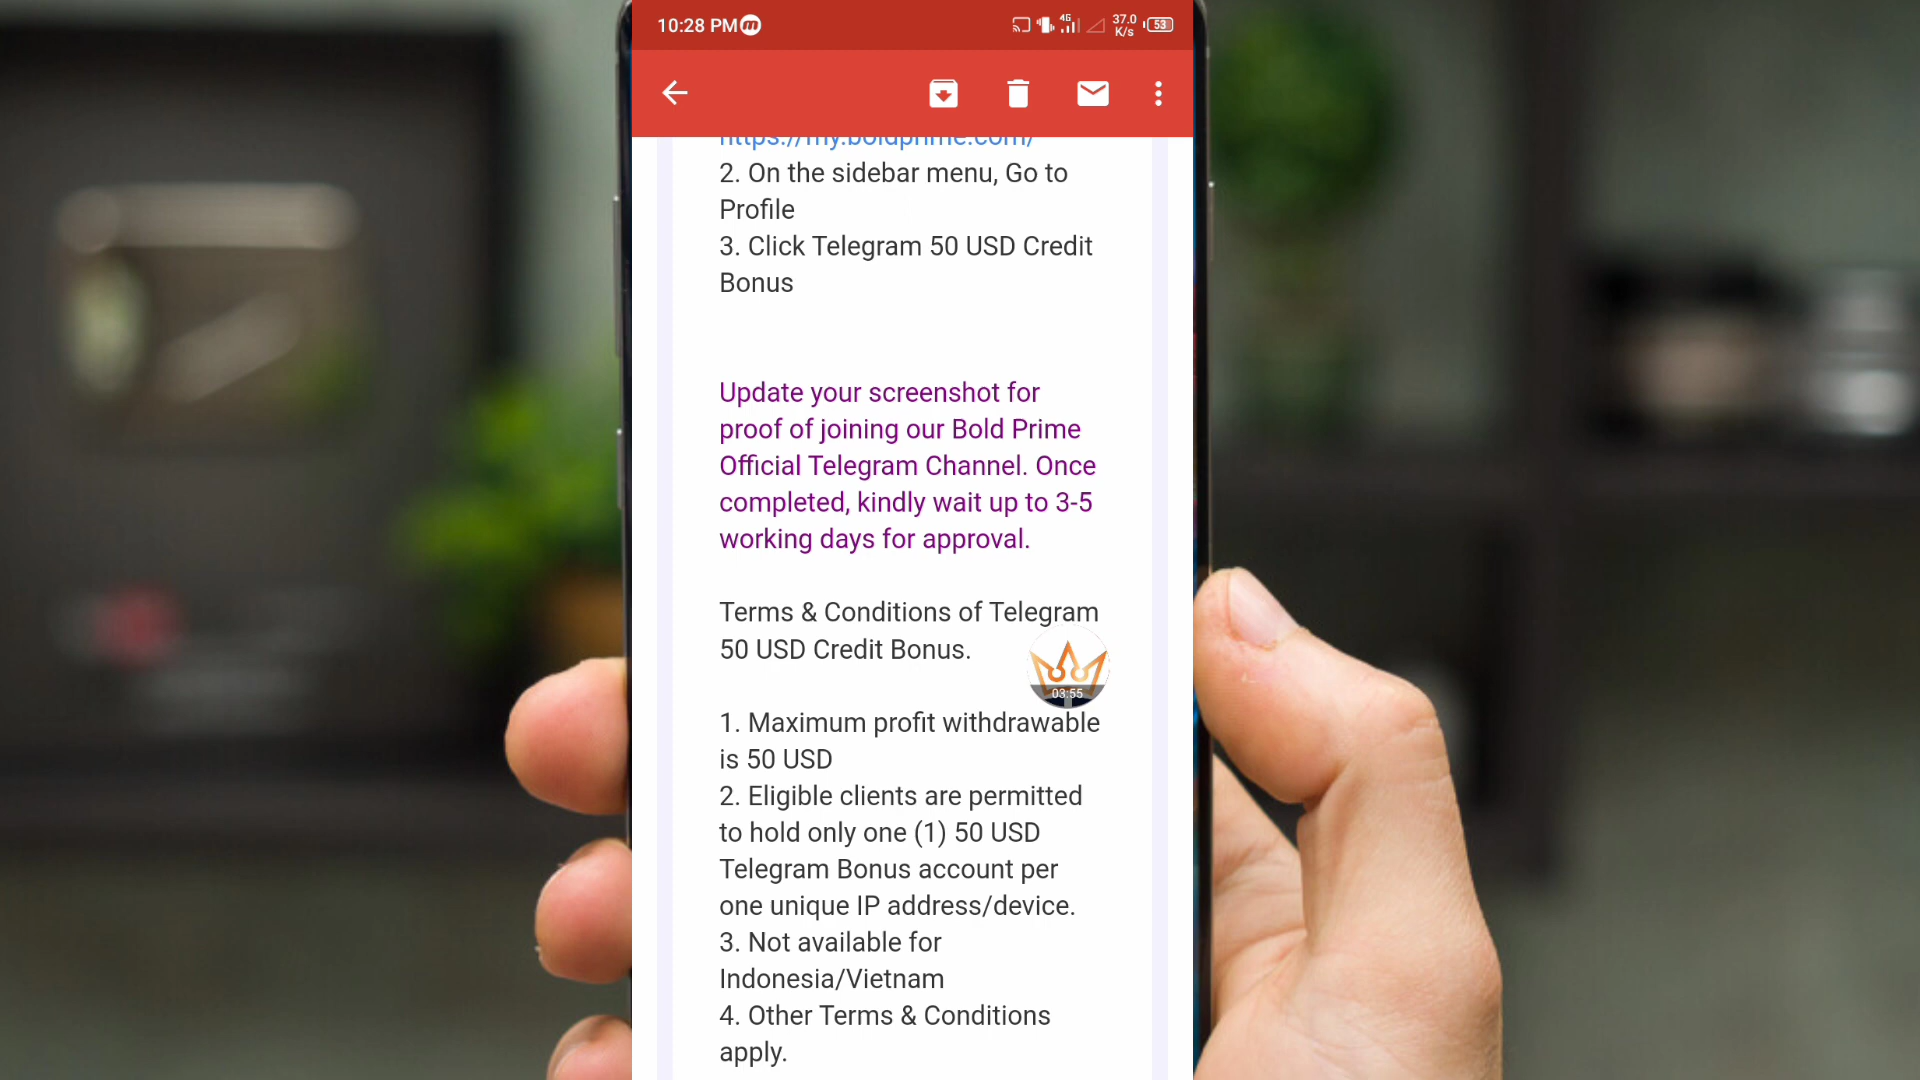 10:28 PM
4G
37.0
K/s
53
https://my.boldprime.com/
2. On the sidebar menu, Go to
Profile
3. Click Telegram 50 USD Credit
Bonus
Update your screenshot for
proof of joining our Bold Prime
Official Telegram Channel. Once
completed, kindly wait up to 3-5
working days for approval.
Terms & Conditions of Telegram
50 USD Credit Bonus.
03:55
1. Maximum profit withdrawable
is 50 USD
2. Eligible clients are permitted
to hold only one (1) 50 USD
Telegram Bonus account per
one unique IP address/device.
3. Not available for
Indonesia/Vietnam
4. Other Terms & Conditions
apply.